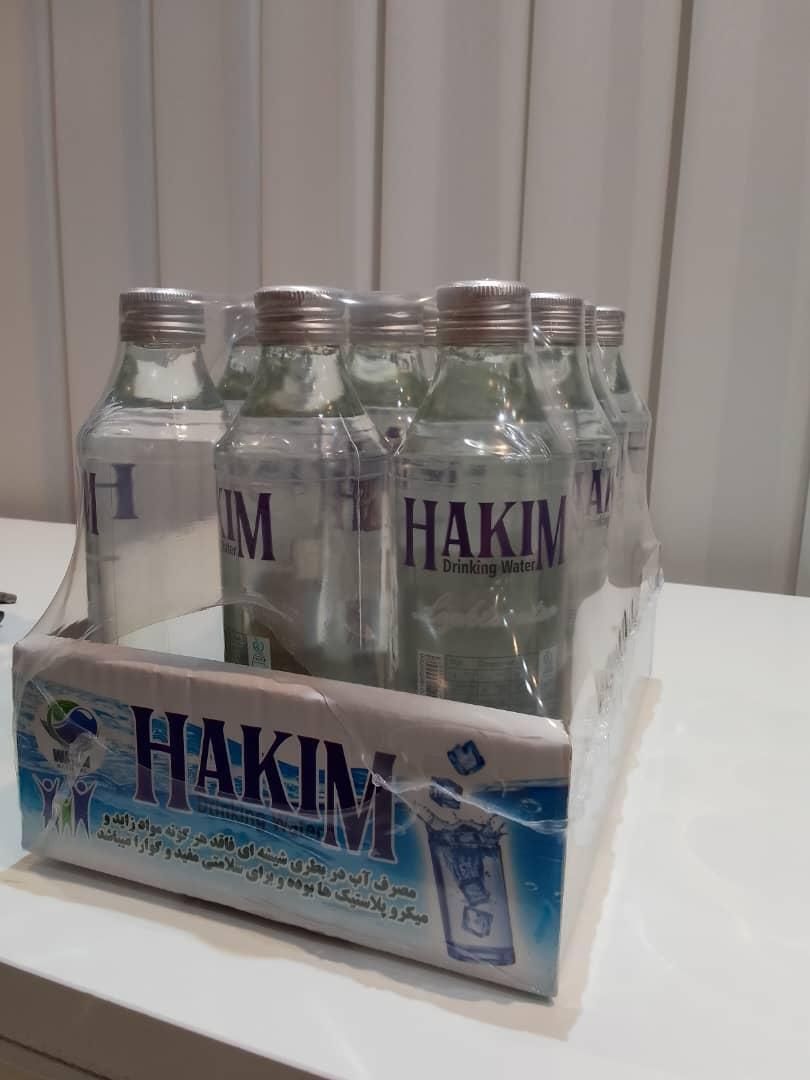 HAKIM
Drinking Water
HAKIM
Drinking Water
مصرف آب در بطری شیشه ای فاقد هر گونه مواد زاید و
میکرو پلاستیک ها بوده و برای سلامتی مفید و گوارا میباشد